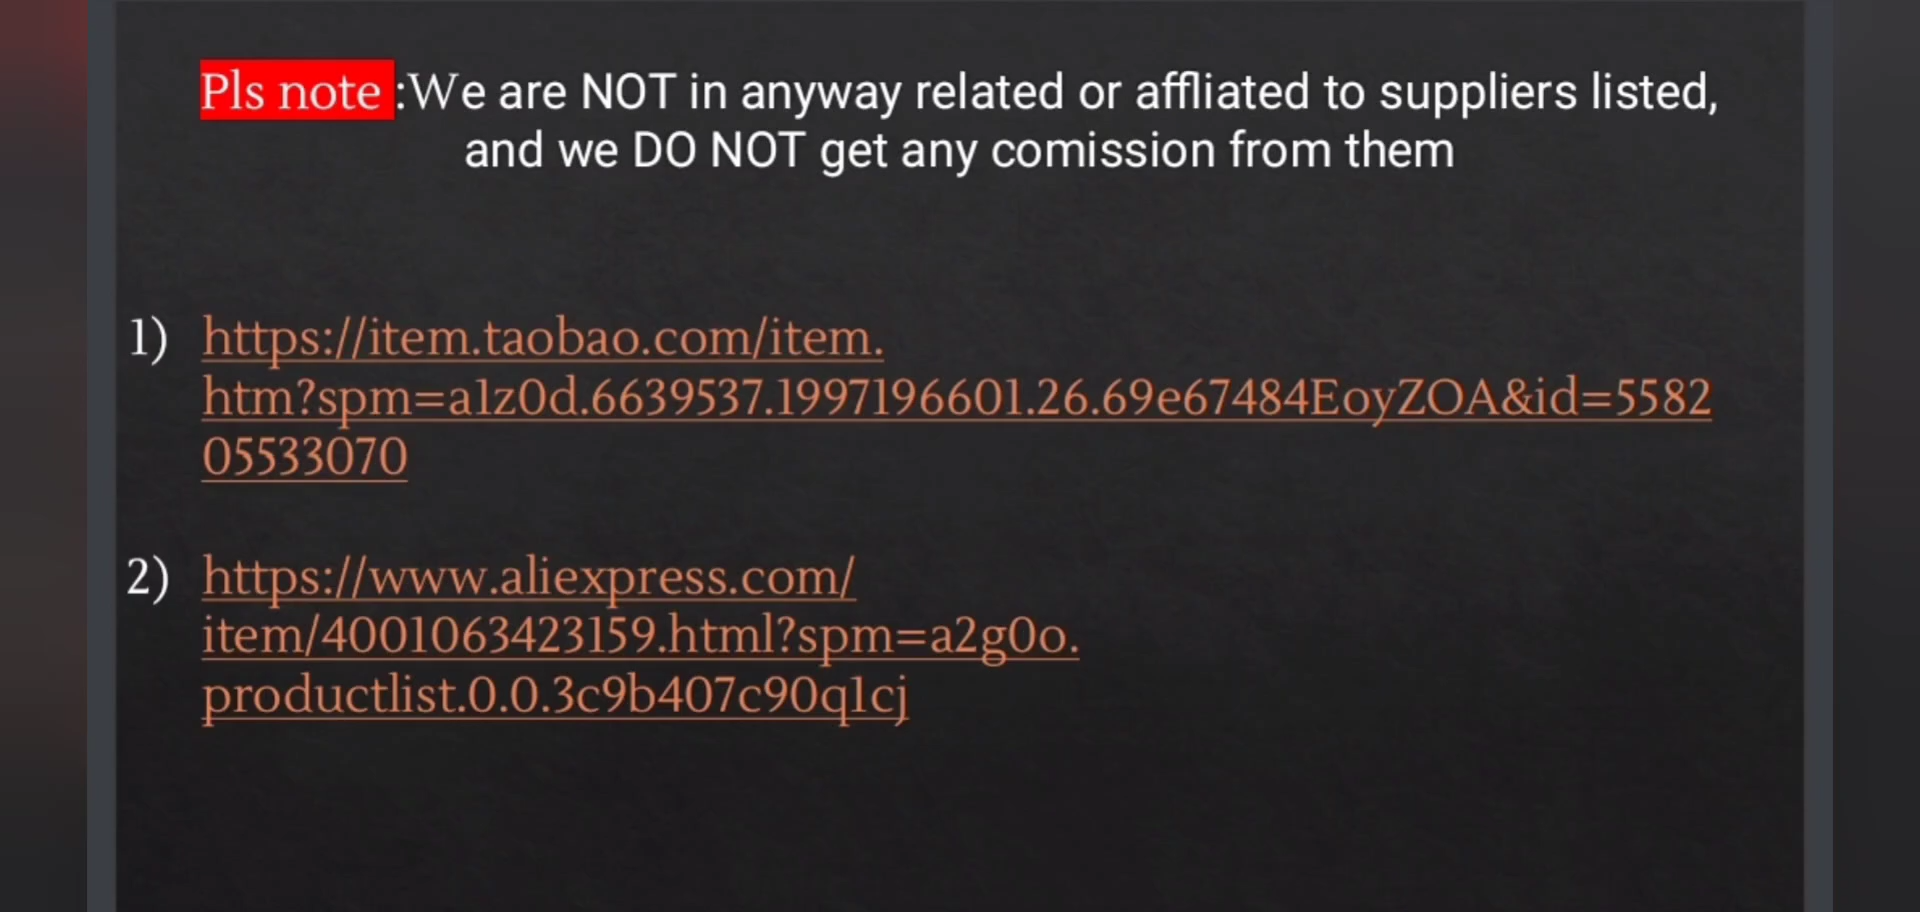 Pls note :We are NOT in anyway related or affliated to suppliers listed,
and we DO NOT get any comission from them
1) https://item.taobao.com/item.
htm?spm=a1z0d.6639537.1997196601.26.69e67484EoyZOA&id=5582
05533070
2) https://www.aliexpress.com/
item/4001063423159.html?spm=a2g0o.
productlist.0.0.3c9b407c90q1cj